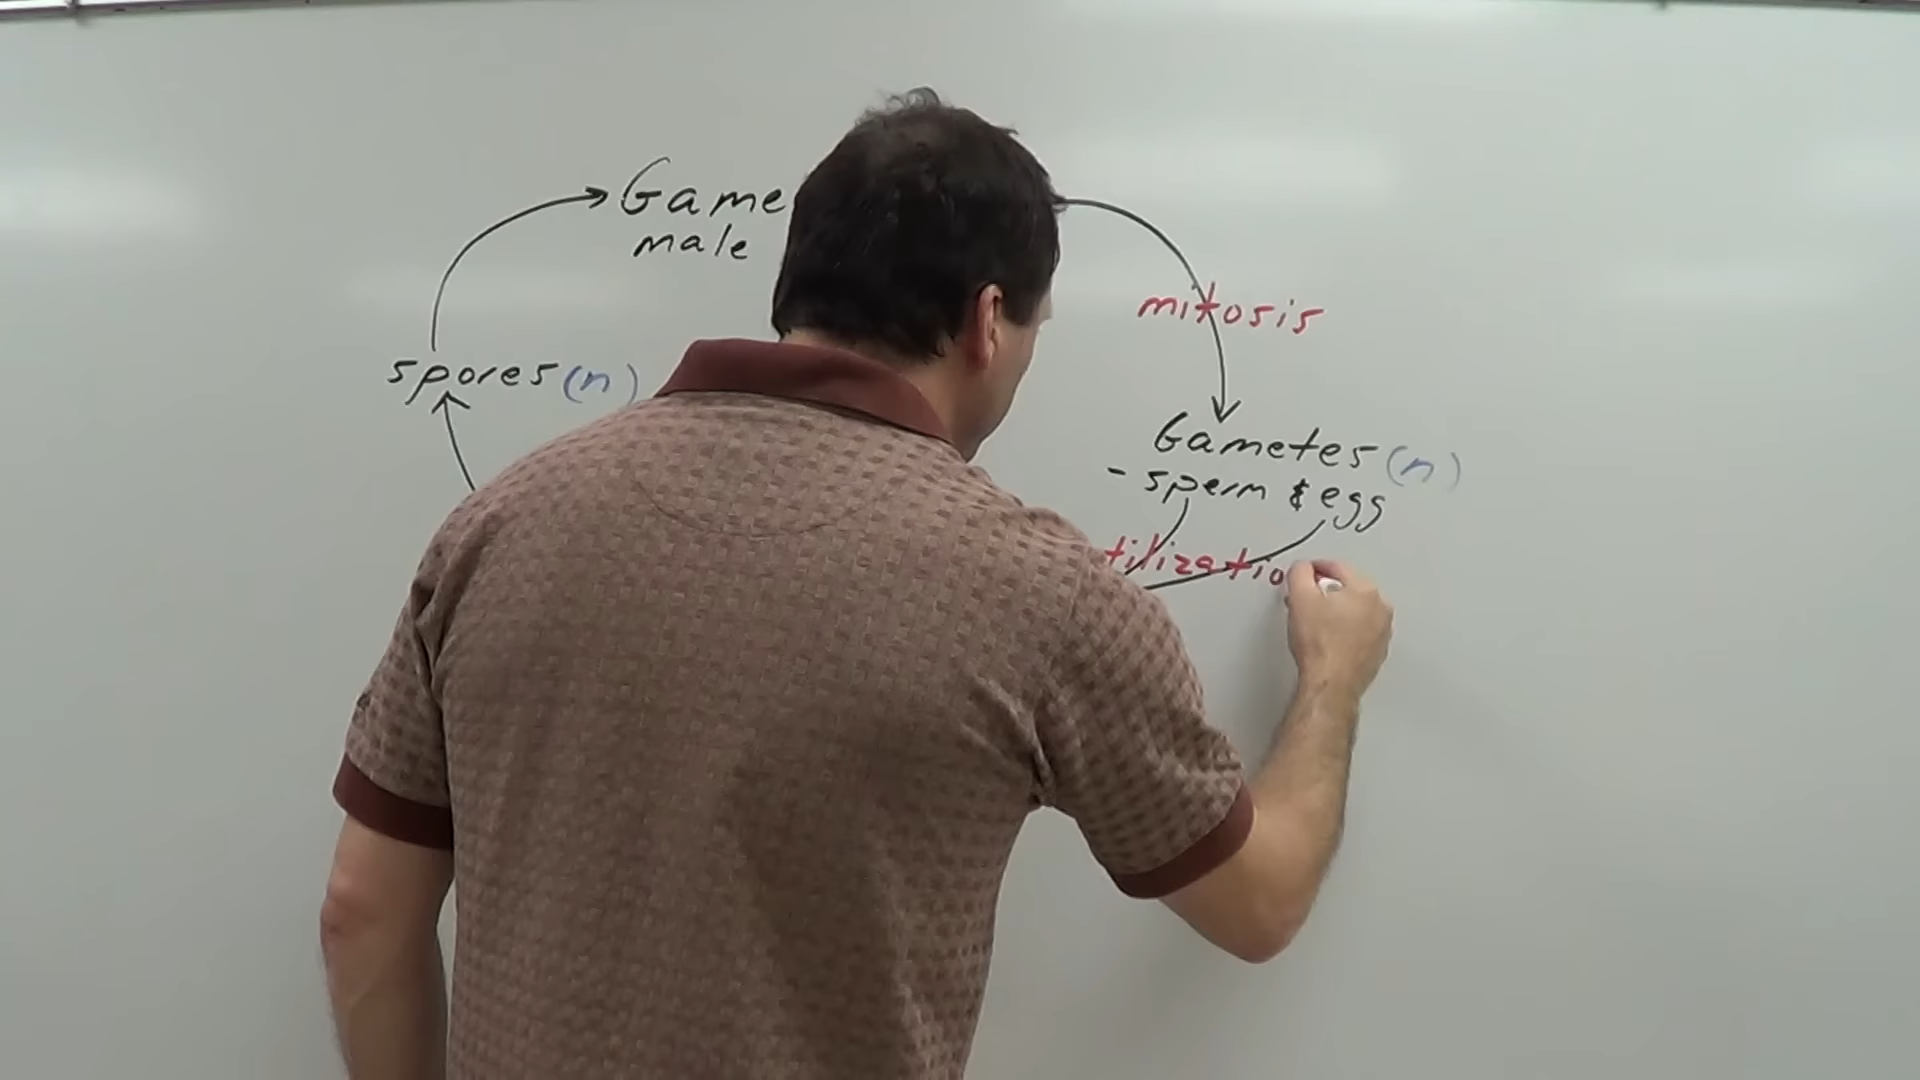 Game
male
mitosis
spores (n)
Gametes (n)
- sperm & egg
tilizatio